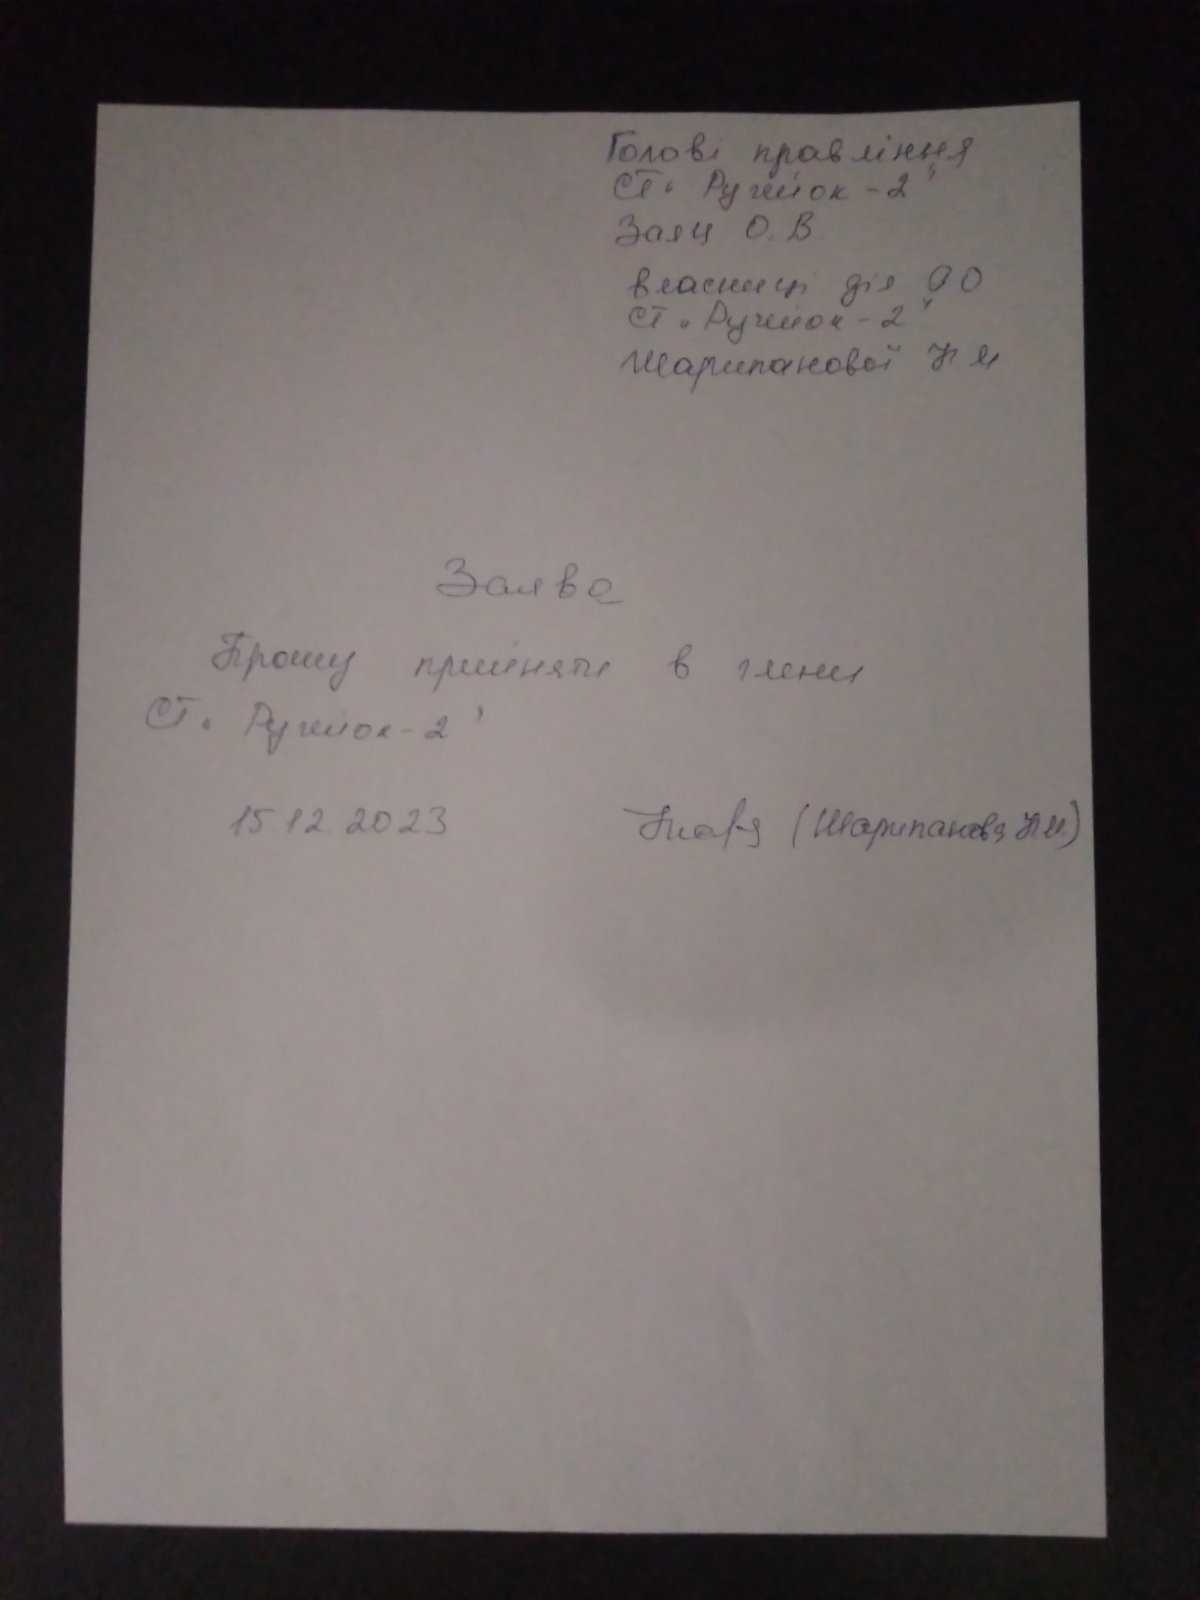 Голові правління
СТ „Ручейок-2"
Заяц О.В
власниці діл 90
СТ „Ручейок-2"
Шарипанової Н М
Заява
Прошу прийняти в члени
СТ „Ручейок-2"
15 12 2023 (Шарипанова Н М)